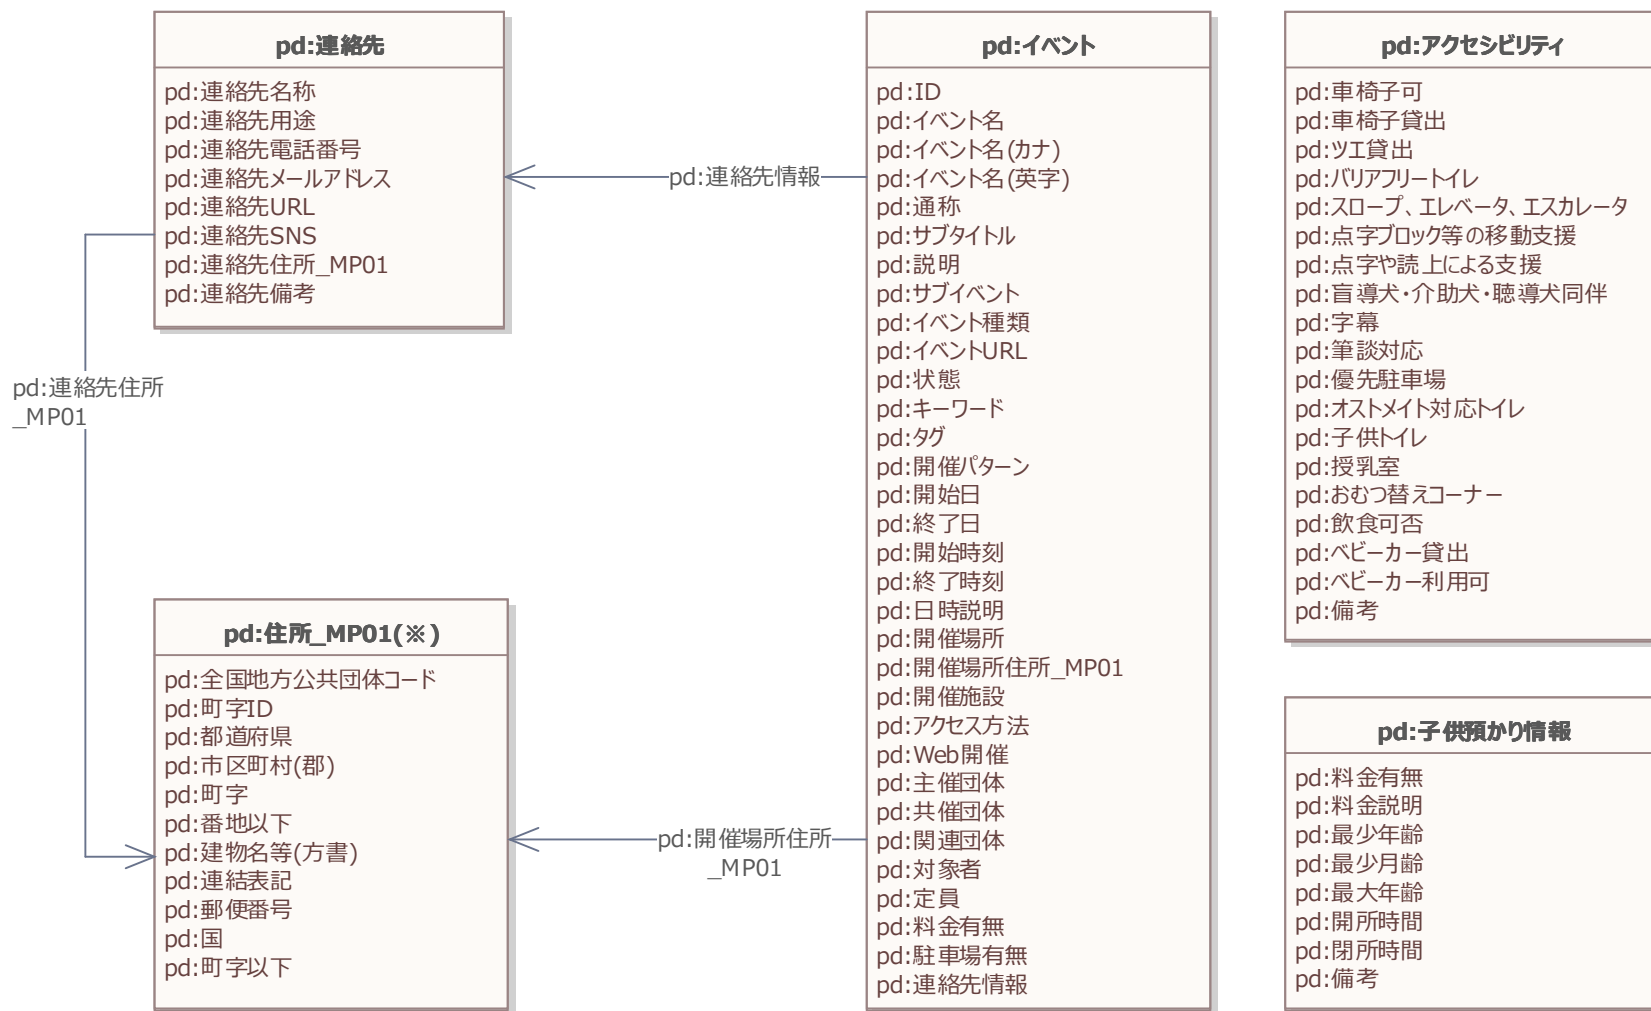 pd:連絡先
pd:連絡先名称
pd:連絡先用途
pd:連絡先電話番号
pd:連絡先メールアドレス
pd:連絡先URL
pd:連絡先SNS
pd:連絡先住所_MP01
pd:連絡先備考
pd:連絡先住所
_MP01
pd:住所_MP01(※)
pd:全国地方公共団体コード
pd:町字ID
pd:都道府県
pd:市区町村(郡)
pd:町字
pd:番地以下
pd:建物名等(方書)
pd:連結表記
pd:郵便番号
pd:国
pd:町字以下
pd:連絡先情報
pd:開催場所住所
_MP01
pd:イベント
pd:ID
pd:イベント名
pd:イベント名(カナ)
pd:イベント名(英字)
pd:通称
pd:サブタイトル
pd:説明
pd:サブイベント
pd:イベント種類
pd:イベントURL
pd:状態
pd:キーワード
pd:タグ
pd:開催パターン
pd:開始日
pd:終了日
pd:開始時刻
pd:終了時刻
pd:日時説明
pd:開催場所
pd:開催場所住所_MP01
pd:開催施設
pd:アクセス方法
pd:Web開催
pd:主催団体
pd:共催団体
pd:関連団体
pd:対象者
pd:定員
pd:料金有無
pd:駐車場有無
pd:連絡先情報
pd:アクセシビリティ
pd:車椅子可
pd:車椅子貸出
pd:ツエ貸出
pd:バリアフリートイレ
pd:スロープ、エレベータ、エスカレータ
pd:点字ブロック等の移動支援
pd:点字や読上による支援
pd:盲導犬・介助犬・聴導犬同伴
pd:字幕
pd:筆談対応
pd:優先駐車場
pd:オストメイト対応トイレ
pd:子供トイレ
pd:授乳室
pd:おむつ替えコーナー
pd:飲食可否
pd:ベビーカー貸出
pd:ベビーカー利用可
pd:備考
pd:子供預かり情報
pd:料金有無
pd:料金説明
pd:最少年齢
pd:最少月齢
pd:最大年齢
pd:開所時間
pd:閉所時間
pd:備考